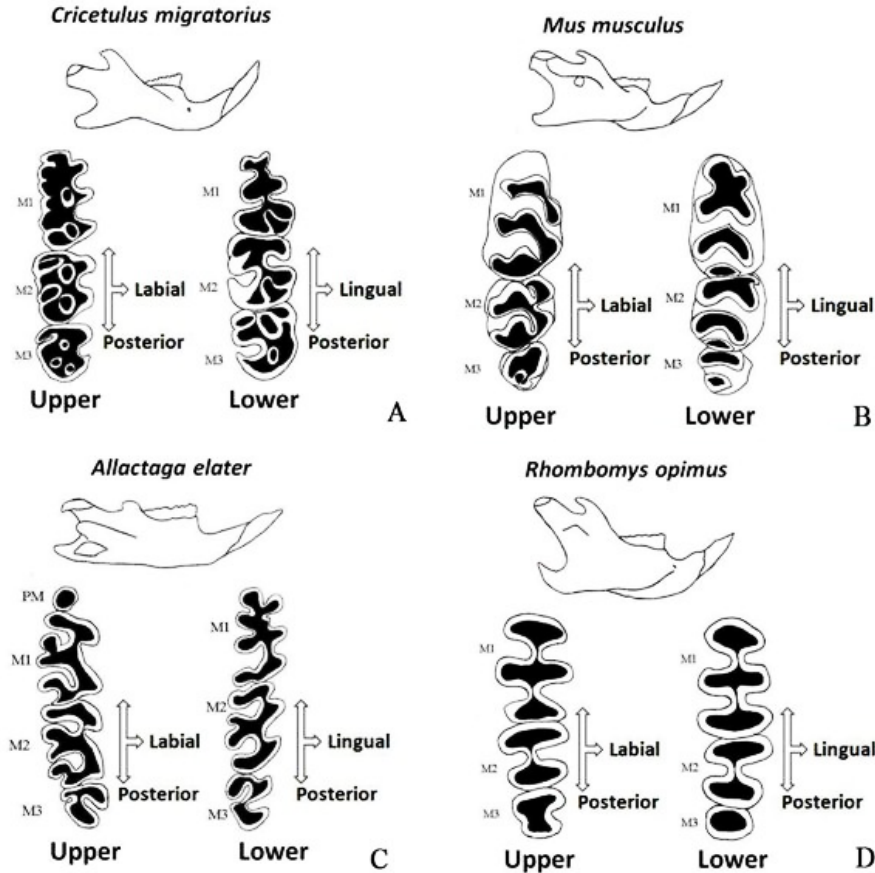 Cricetulus migratorius
M1
M2
M3
Upper
M1
M2
M3
Lower
Labial
Posterior
Lingual
Posterior
A
Mus musculus
M1
M2
M3
Upper
M1
M2
M3
Lower
Labial
Posterior
Lingual
Posterior
B
Allactaga elater
PM
M1
M2
M3
Upper
M1
M2
M3
Lower
Labial
Posterior
Lingual
Posterior
C
Rhombomys opimus
M1
M2
M3
Upper
M1
M2
M3
Lower
Labial
Posterior
Lingual
Posterior
D